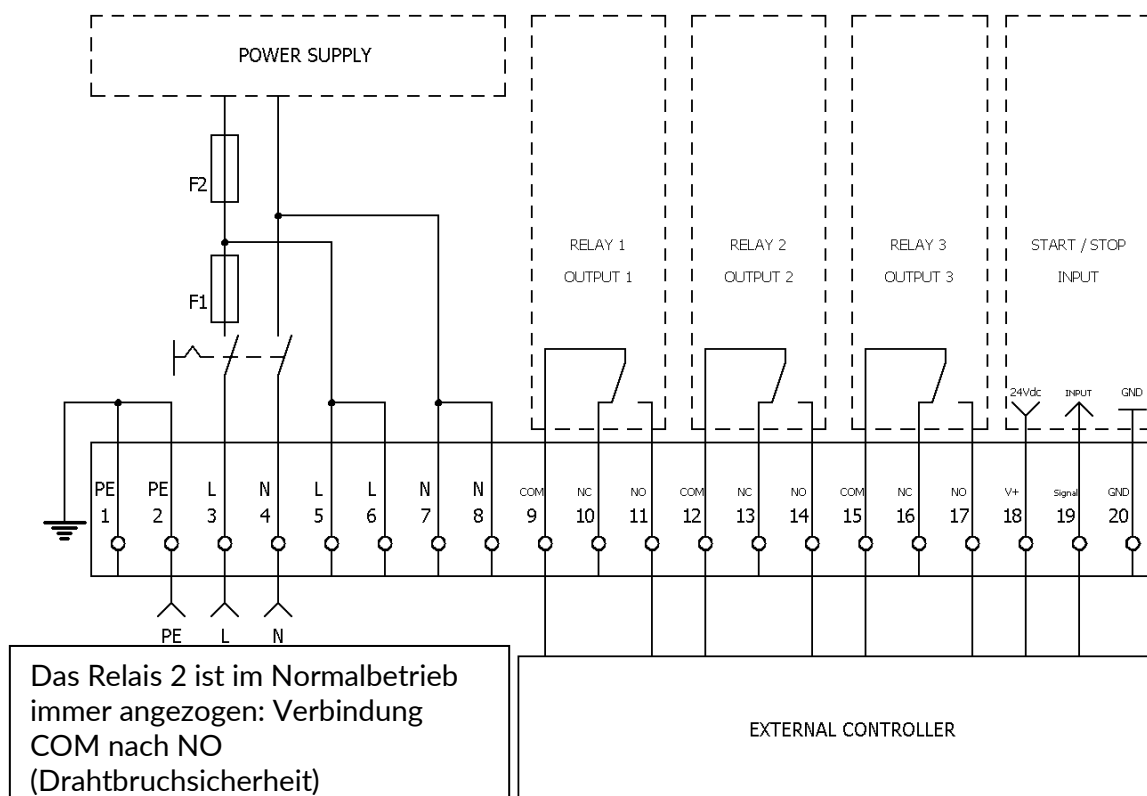 POWER SUPPLY
F2
F1
RELAY 1
OUTPUT 1
RELAY 2
OUTPUT 2
RELAY 3
OUTPUT 3
START / STOP
INPUT
24Vdc INPUT GND
PE PE L N L L N N COM NC NO COM NC NO COM NC NO V+ Signal GND
1 2 3 4 5 6 7 8 9 10 11 12 13 14 15 16 17 18 19 20
PE L N
Das Relais 2 ist im Normalbetrieb
immer angezogen: Verbindung
COM nach NO
(Drahtbruchsicherheit)
EXTERNAL CONTROLLER